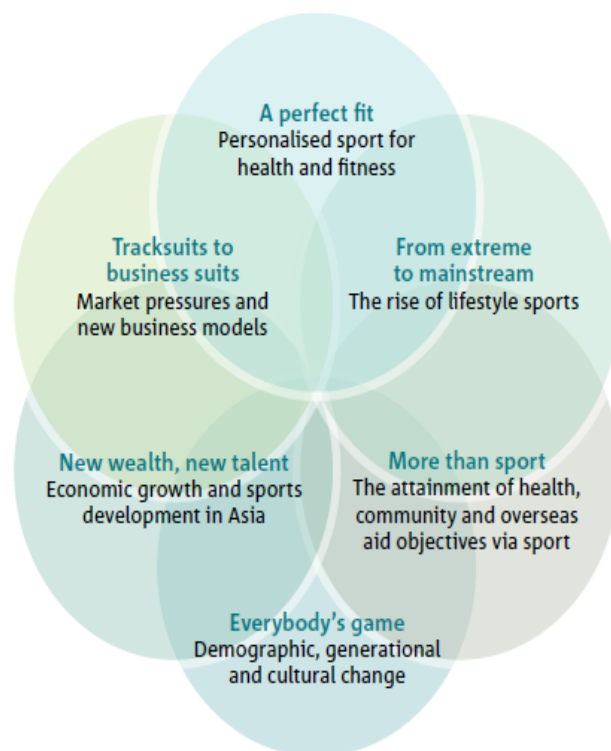 A perfect fit
Personalised sport for
health and fitness
Tracksuits to
business suits
Market pressures and
new business models
From extreme
to mainstream
The rise of lifestyle sports
New wealth, new talent
Economic growth and sports
development in Asia
More than sport
The attainment of health,
community and overseas
aid objectives via sport
Everybody's game
Demographic, generational
and cultural change